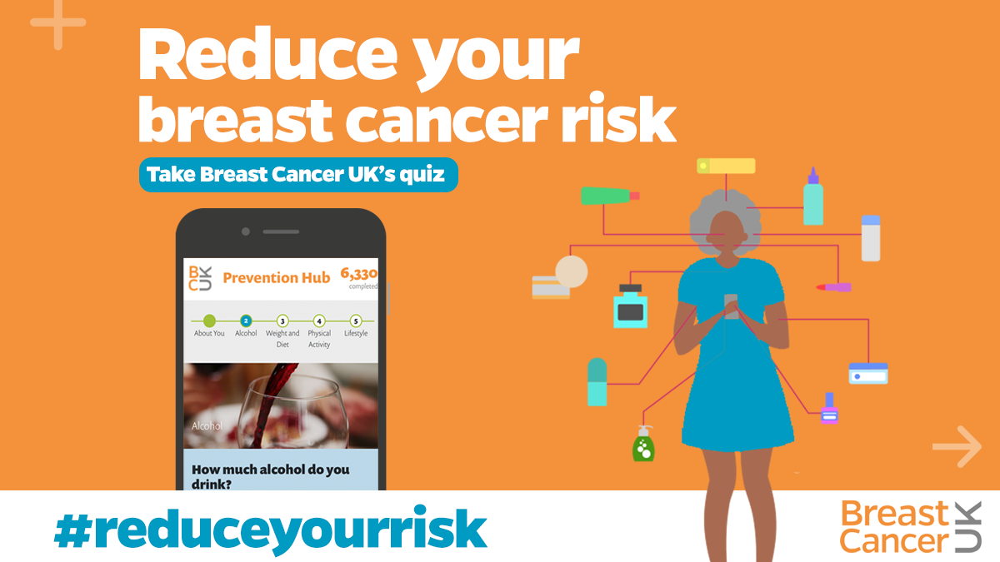 Reduce your
breast cancer risk
Take Breast Cancer UK's quiz
BCUK
Prevention Hub
6,330
completed
2
3
4
5
About You
Alcohol
Weight and
Diet
Physical
Activity
Lifestyle
Alcohol
How much alcohol do you
drink?
#reduceyourrisk
Breast
Cancer
UK